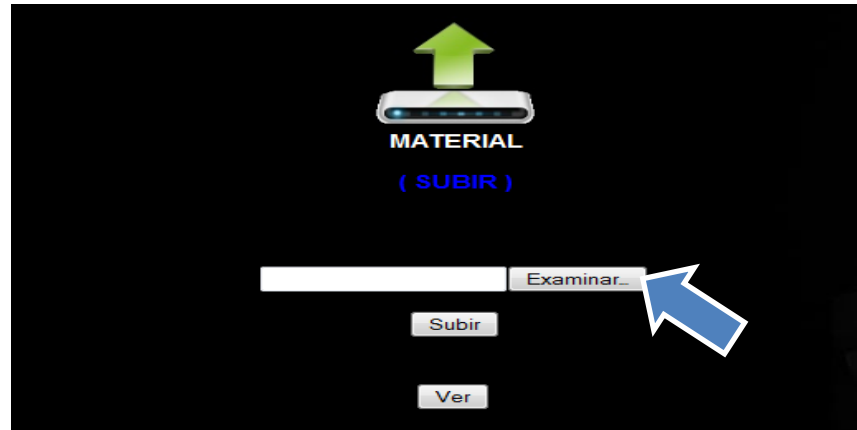 MATERIAL
( SUBIR )
Examinar...
Subir
Ver